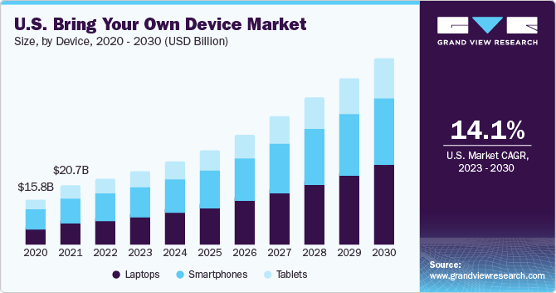 U.S. Bring Your Own Device Market
Size, by Device, 2020 - 2030 (USD Billion)
$15.8B
$20.7B
2020 2021 2022 2023 2024 2025 2026 2027 2028 2029 2030
Laptops Smartphones Tablets
GRAND VIEW RESEARCH
14.1%
U.S. Market CAGR,
2023 - 2030
Source:
www.grandviewresearch.com